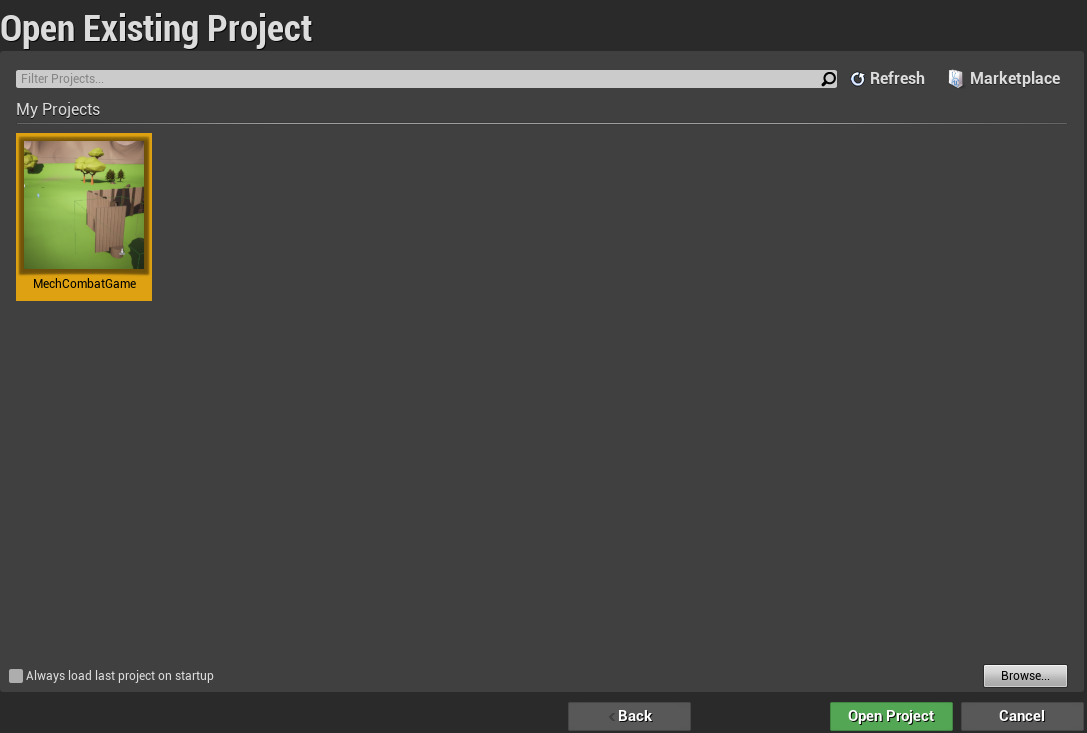 Open Existing Project
Filter Projects...
Refresh
Marketplace
My Projects
MechCombatGame
Always load last project on startup
Browse...
Back
Open Project
Cancel